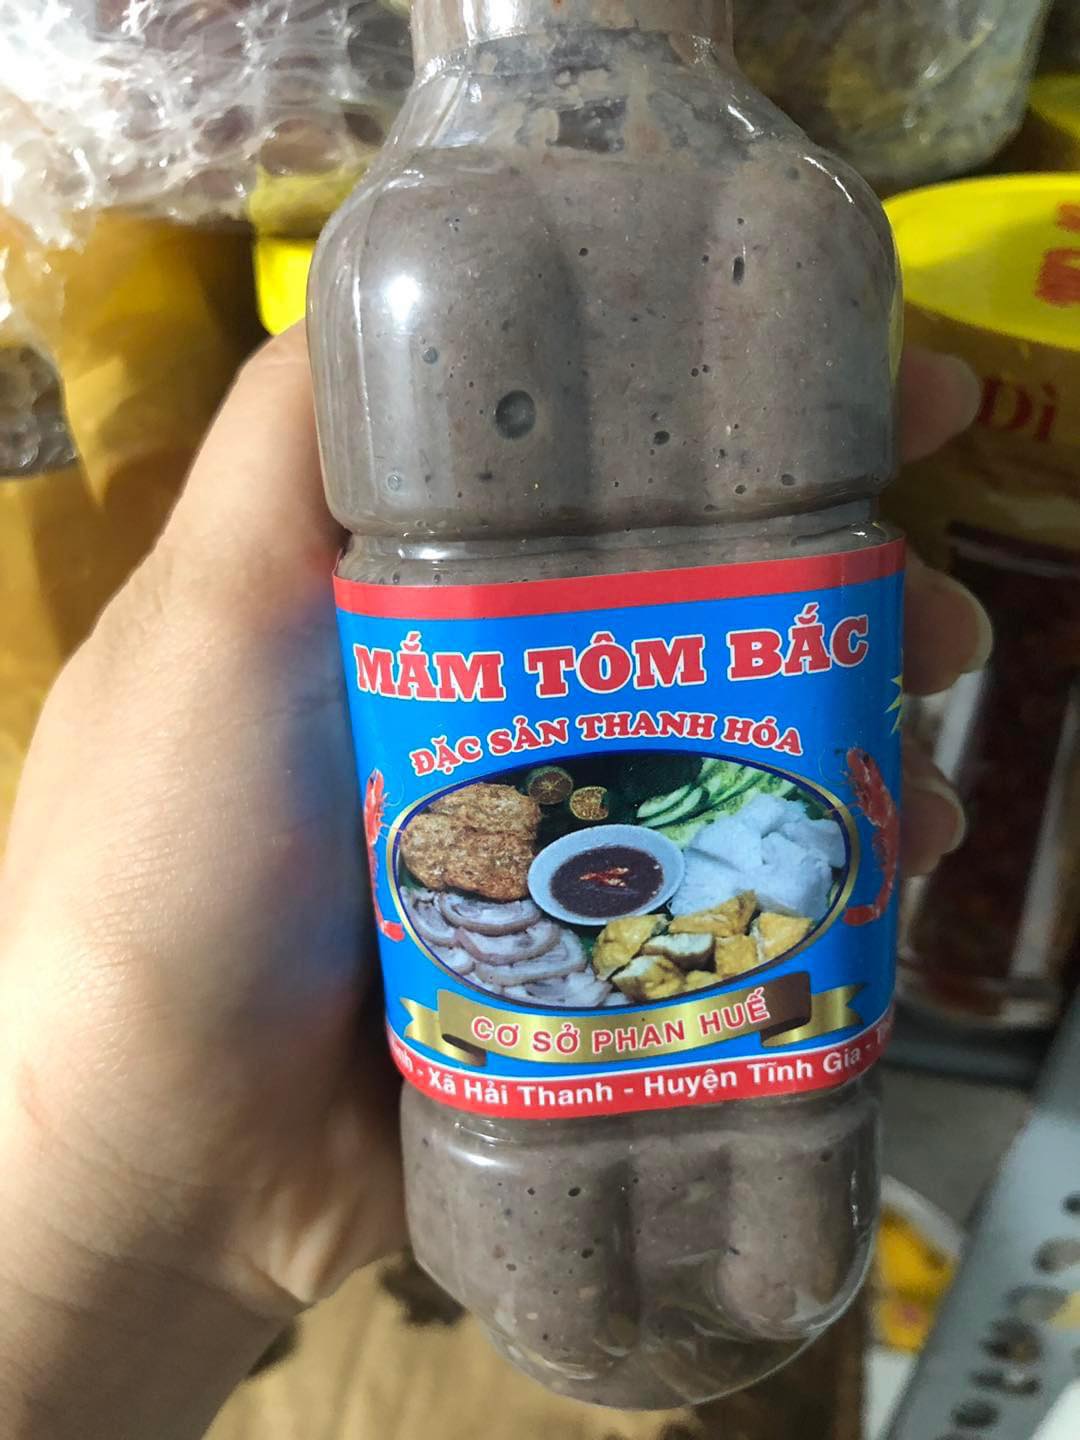 MẮM TÔM BẮC
ĐẶC SẢN THANH HÓA
CƠ SỞ PHAN HUẾ
- Xã Hải Thanh - Huyện Tĩnh Gia -
Dì